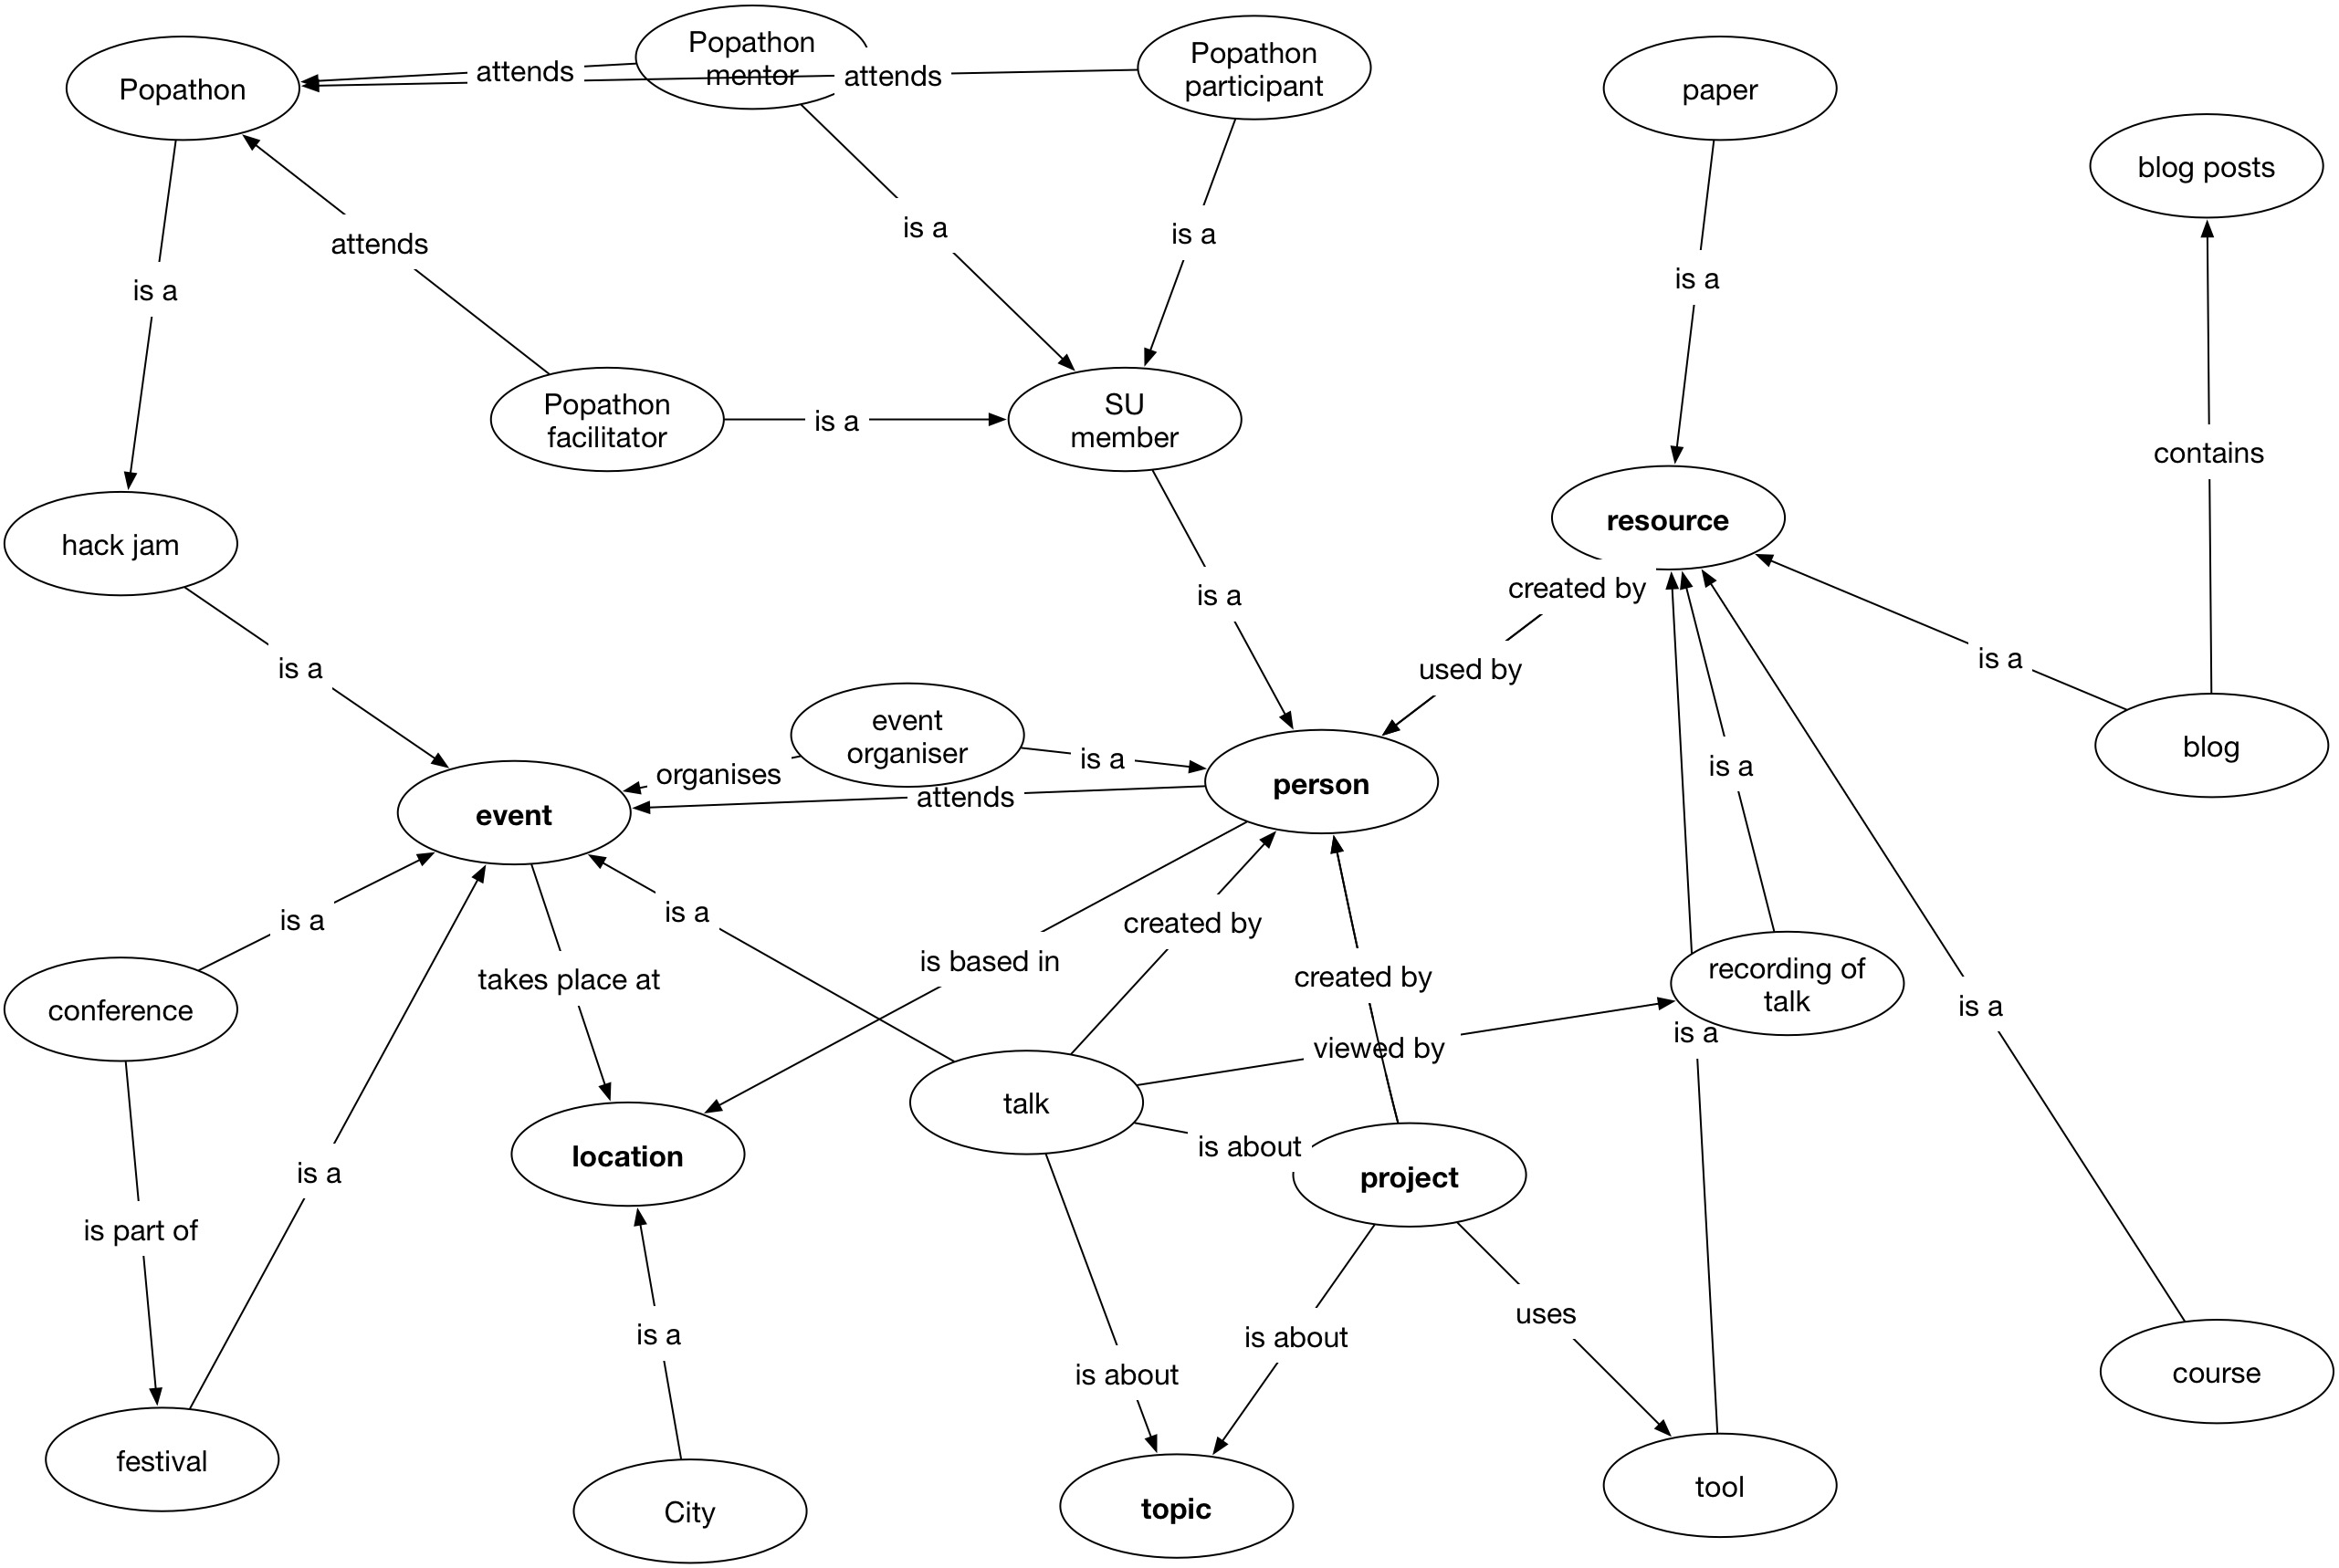 Popathon
mentor
Popathon
participant
attends
attends
Popathon
paper
blog posts
is a
is a
attends
is a
is a
Popathon
facilitator
is a
SU
member
contains
resource
hack jam
created by
is a
is a
used by
is a
event
organiser
is a
organises
attends
is a
blog
person
event
is a
is a
created by
is based in
takes place at
created by
recording of
talk
is a
conference
viewed by
is a
talk
is about
location
project
is a
is part of
uses
is a
is about
is about
course
festival
City
topic
tool